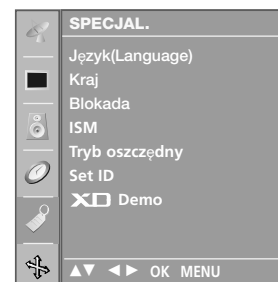 SPECJAL.
Język(Language)
Kraj
Blokada
ISM
Tryb oszczędny
Set ID
XD Demo
▲▼ ◄► OK MENU